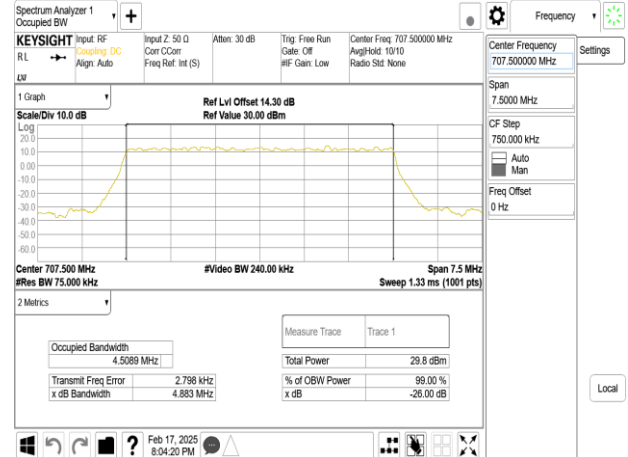 Spectrum Analyzer 1
Occupied BW
Frequency
KEYSIGHT
RL
Input: RF
Coupling: DC
Align: Auto
Input Z: 50 Ω
Corr CCorr
Freq Ref: Int (S)
Atten: 30 dB
Trig: Free Run
Gate: Off
#IF Gain: Low
Center Freq: 707.500000 MHz
Avg|Hold: 10/10
Radio Std: None
Center Frequency
707.500000 MHz
Settings
Span
7.5000 MHz
CF Step
750.000 kHz
Auto
Man
Freq Offset
0 Hz
Local
1 Graph
Scale/Div 10.0 dB
Ref Lvl Offset 14.30 dB
Ref Value 30.00 dBm
Log
20.0
10.0
0.00
-10.0
-20.0
-30.0
-40.0
-50.0
-60.0
Center 707.500 MHz
#Video BW 240.00 kHz
Span 7.5 MHz
#Res BW 75.000 kHz
Sweep 1.33 ms (1001 pts)
2 Metrics
Measure Trace
Trace 1
Occupied Bandwidth
4.5089 MHz
Total Power
29.8 dBm
Transmit Freq Error
2.798 kHz
% of OBW Power
99.00 %
x dB Bandwidth
4.883 MHz
x dB
-26.00 dB
Feb 17, 2025
8:04:20 PM